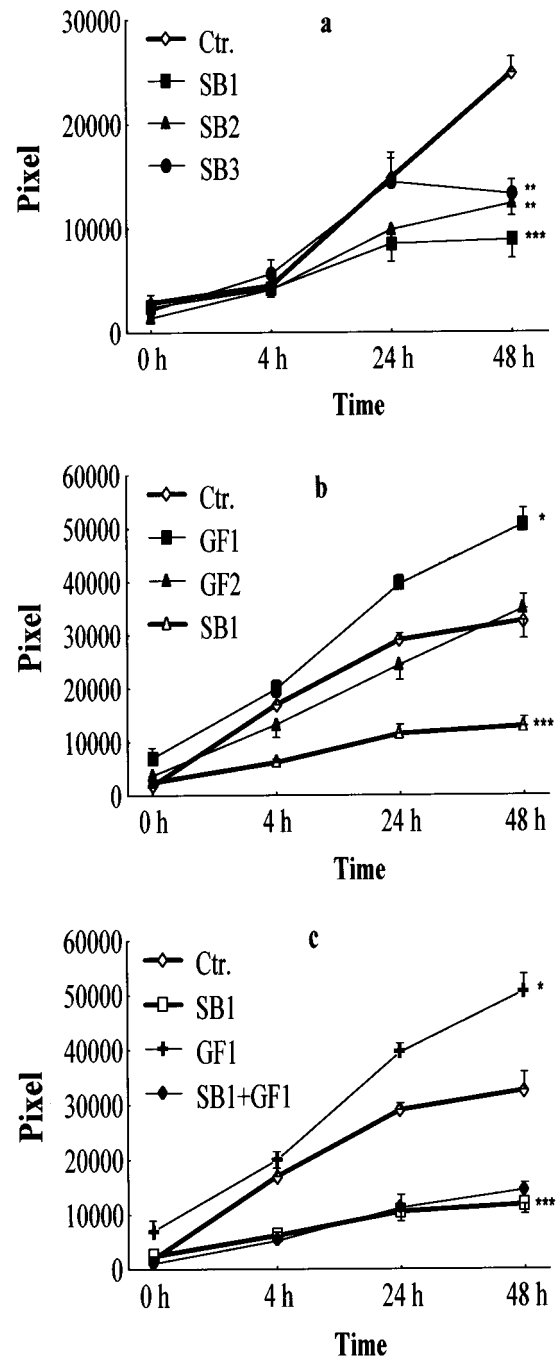 a
30000
20000
10000
0
Pixel
Ctr.
SB1
SB2
SB3
**
**
***
0 h 4 h 24 h 48 h
Time
b
60000
50000
40000
30000
20000
10000
0
Pixel
Ctr.
GF1
GF2
SB1
*
***
0 h 4 h 24 h 48 h
Time
c
60000
50000
40000
30000
20000
10000
0
Pixel
Ctr.
SB1
GF1
SB1+GF1
*
***
0 h 4 h 24 h 48 h
Time